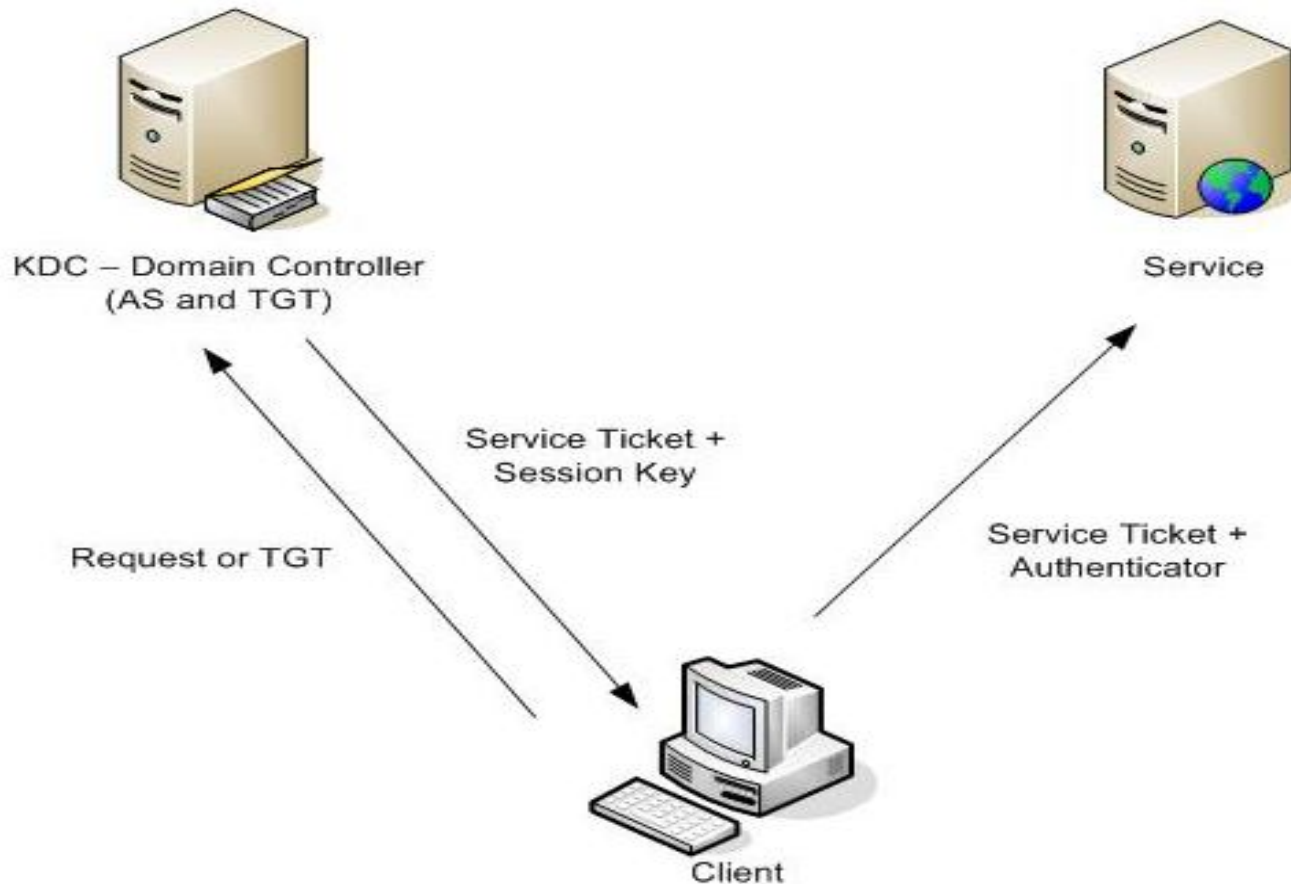 KDC – Domain Controller
(AS and TGT)
Service
Service Ticket +
Session Key
Request or TGT
Service Ticket +
Authenticator
Client